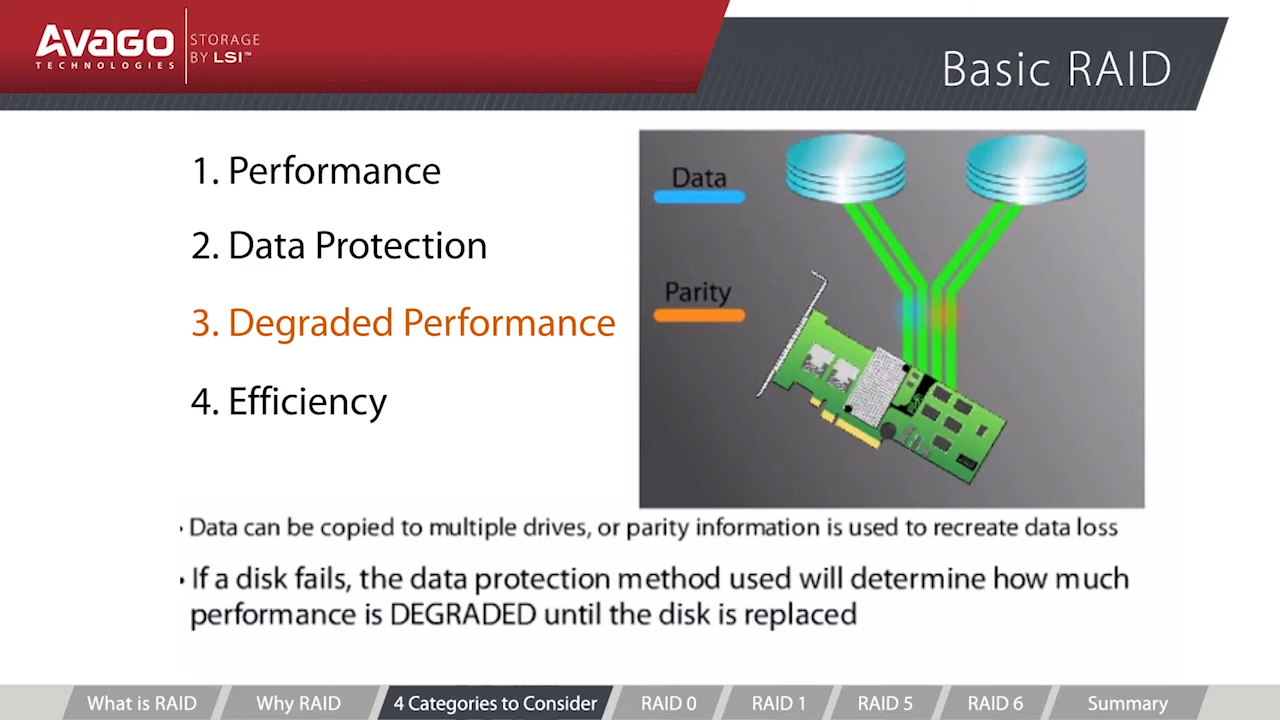 AVAGO
TECHNOLOGIES
STORAGE
BY LSI™
Basic RAID
1. Performance
2. Data Protection
3. Degraded Performance
4. Efficiency
Data
Parity
• Data can be copied to multiple drives, or parity information is used to recreate data loss
• If a disk fails, the data protection method used will determine how much
performance is DEGRADED until the disk is replaced
What is RAID
Why RAID
4 Categories to Consider
RAID 0
RAID 1
RAID 5
RAID 6
Summary